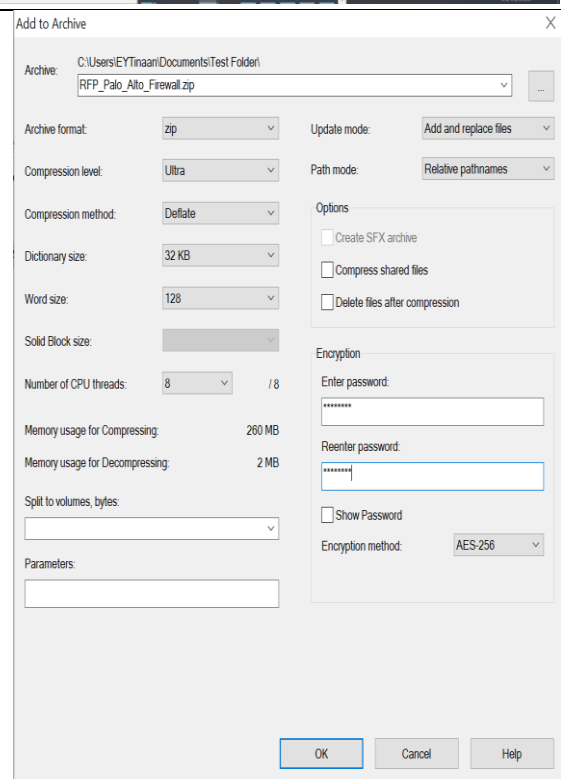 Add to Archive
X
Archive:
C:\Users\EYTinaan\Documents\Test Folder\
RFP_Palo_Alto_Firewall.zip
...
Archive format:
zip
Compression level:
Ultra
Compression method:
Deflate
Dictionary size:
32 KB
Word size:
128
Solid Block size:
Number of CPU threads:
8
/ 8
Memory usage for Compressing:
260 MB
Memory usage for Decompressing:
2 MB
Split to volumes, bytes:
Parameters:
Update mode:
Add and replace files
Path mode:
Relative pathnames
Options
Create SFX archive
Compress shared files
Delete files after compression
Encryption
Enter password:
********
Reenter password:
********
Show Password
Encryption method:
AES-256
OK
Cancel
Help